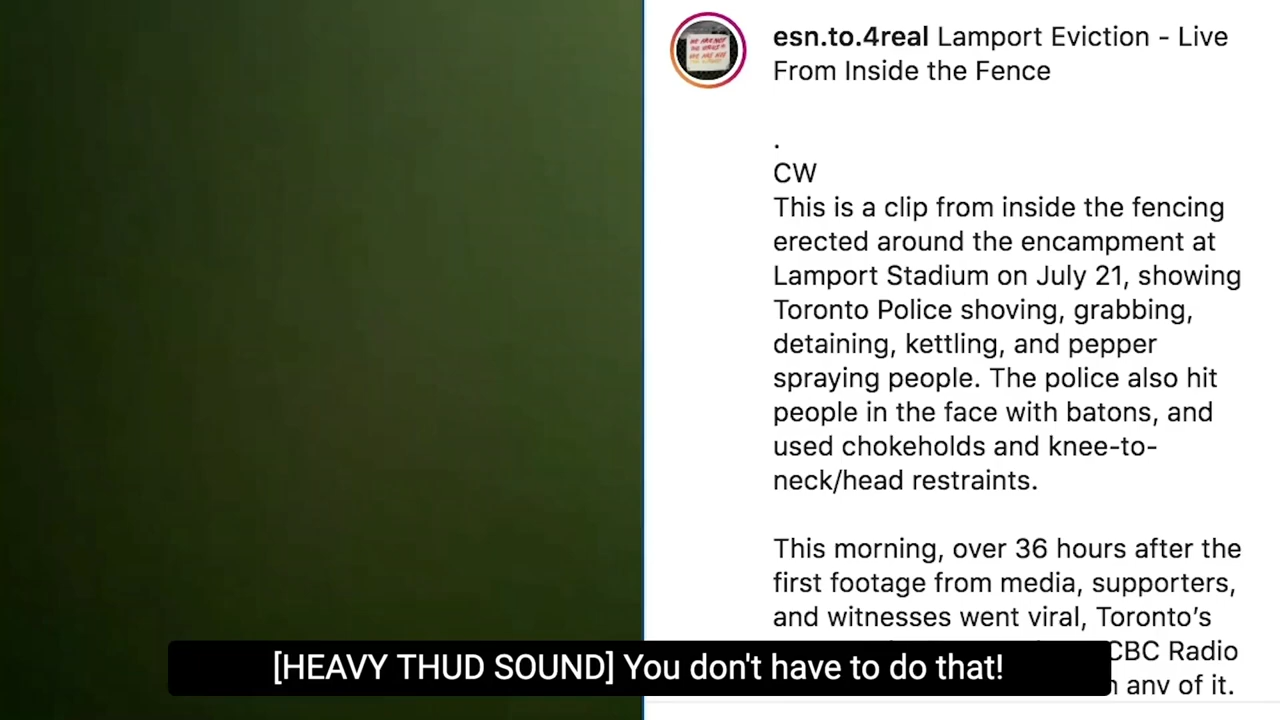 esn.to.4real Lamport Eviction - Live
From Inside the Fence
.
CW
This is a clip from inside the fencing
erected around the encampment at
Lamport Stadium on July 21, showing
Toronto Police shoving, grabbing,
detaining, kettling, and pepper
spraying people. The police also hit
people in the face with batons, and
used chokeholds and knee-to-
neck/head restraints.
This morning, over 36 hours after the
first footage from media, supporters,
and witnesses went viral, Toronto’s
CBC Radio
any of it.
[HEAVY THUD SOUND] You don't have to do that!